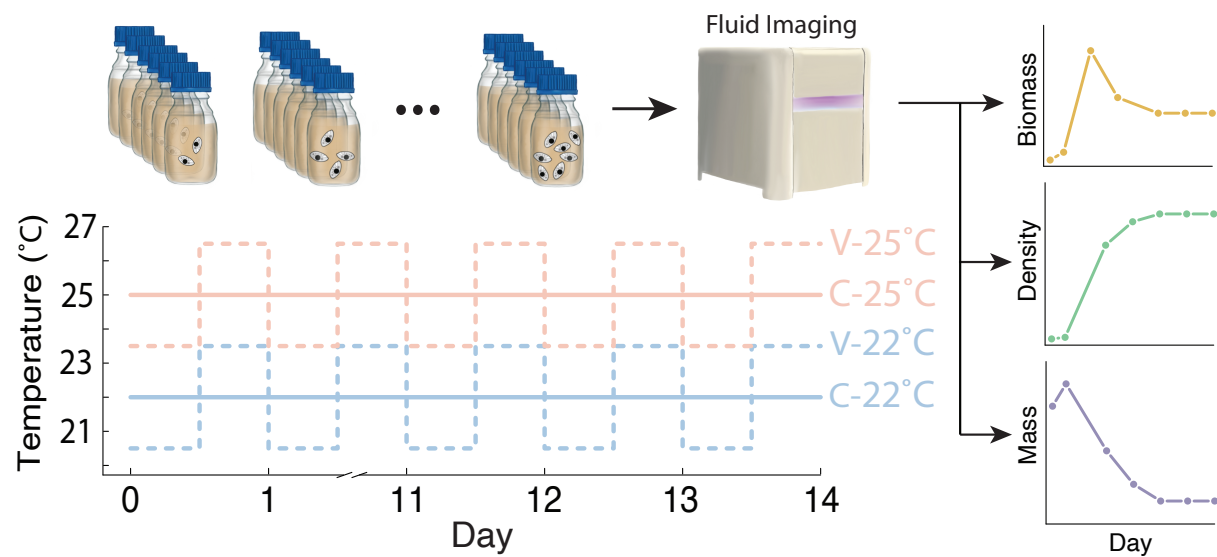 Fluid Imaging
Biomass
Density
Mass
Day
Temperature (˚C)
27
25
23
21
V-25˚C
C-25˚C
V-22˚C
C-22˚C
0 1 11 12 13 14
Day